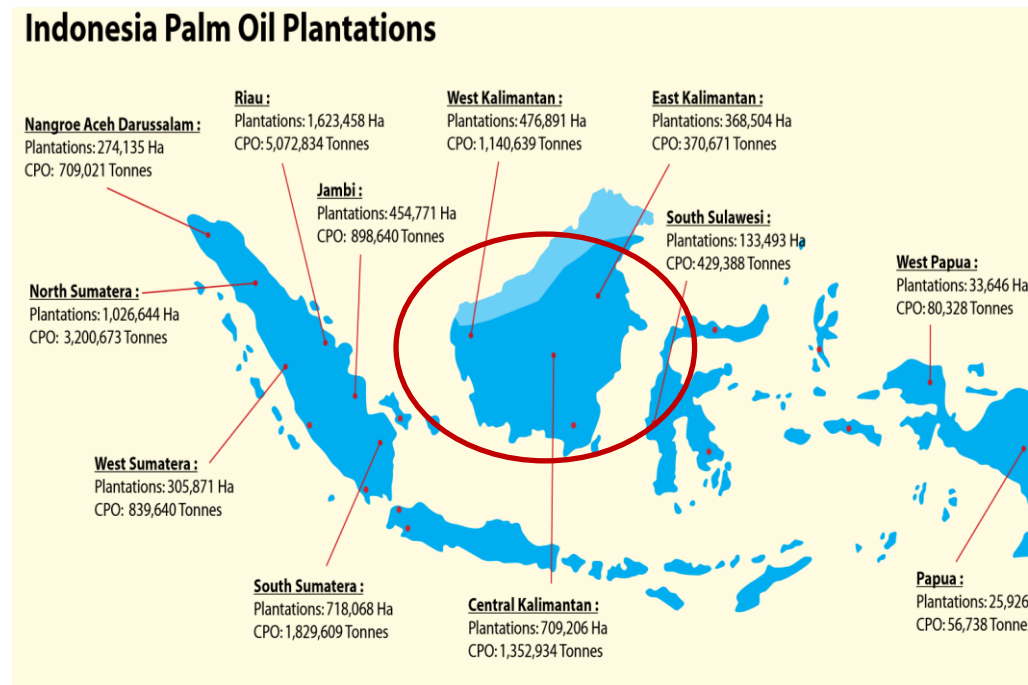 Indonesia Palm Oil Plantations
Nangroe Aceh Darussalam :
Plantations: 274,135 Ha
CPO: 709,021 Tonnes
Riau :
Plantations: 1,623,458 Ha
CPO: 5,072,834 Tonnes
West Kalimantan :
Plantations: 476,891 Ha
CPO: 1,140,639 Tonnes
East Kalimantan :
Plantations: 368,504 Ha
CPO: 370,671 Tonnes
Jambi :
Plantations: 454,771 Ha
CPO: 898,640 Tonnes
South Sulawesi :
Plantations: 133,493 Ha
CPO: 429,388 Tonnes
North Sumatera :
Plantations: 1,026,644 Ha
CPO: 3,200,673 Tonnes
West Papua :
Plantations: 33,646 Ha
CPO: 80,328 Tonnes
West Sumatera :
Plantations: 305,871 Ha
CPO: 839,640 Tonnes
South Sumatera :
Plantations: 718,068 Ha
CPO: 1,829,609 Tonnes
Central Kalimantan :
Plantations: 709,206 Ha
CPO: 1,352,934 Tonnes
Papua :
Plantations: 25,926
CPO: 56,738 Tonne